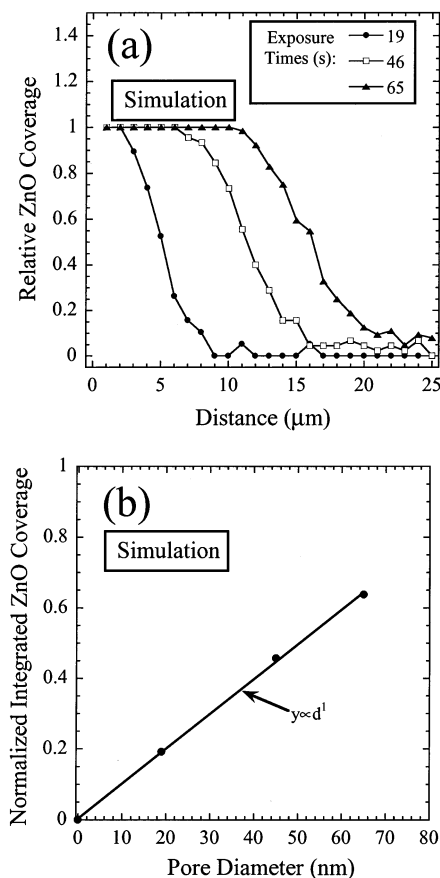 (a)
Exposure
Times (s):
19
46
65
Simulation
Relative ZnO Coverage
1.4
1.2
1
0.8
0.6
0.4
0.2
0
0 5 10 15 20 25
Distance (μm)
(b)
Simulation
Normalized Integrated ZnO Coverage
1
0.8
0.6
0.4
0.2
0
y∝d¹
0 10 20 30 40 50 60 70 80
Pore Diameter (nm)